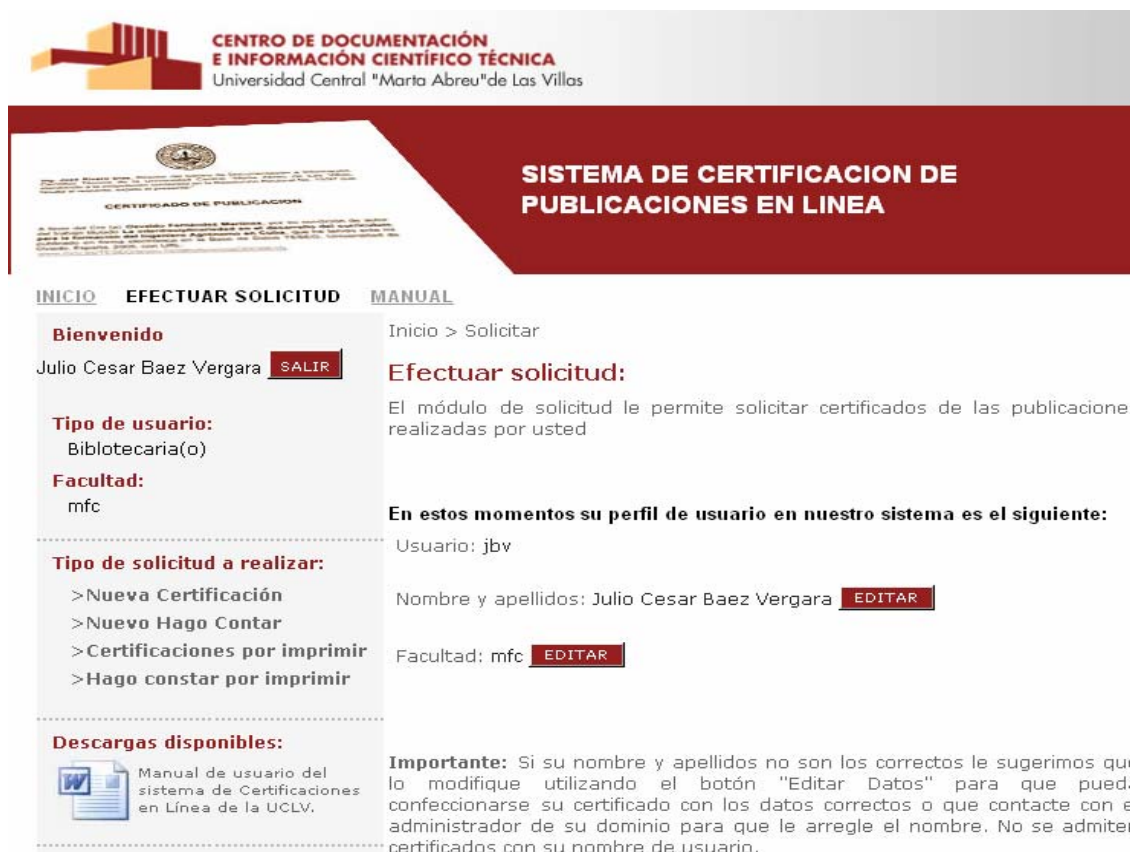 CENTRO DE DOCUMENTACIÓN
E INFORMACIÓN CIENTÍFICO TÉCNICA
Universidad Central "Marta Abreu"de Las Villas
CERTIFICADO DE PUBLICACION
SISTEMA DE CERTIFICACION DE
PUBLICACIONES EN LINEA
INICIO EFECTUAR SOLICITUD MANUAL
Bienvenido
Julio Cesar Baez Vergara SALIR
Tipo de usuario:
Biblotecaria(o)
Facultad:
mfc
Tipo de solicitud a realizar:
>Nueva Certificación
>Nuevo Hago Contar
>Certificaciones por imprimir
>Hago constar por imprimir
Descargas disponibles:
Manual de usuario del
sistema de Certificaciones
en Línea de la UCLV.
Inicio > Solicitar
Efectuar solicitud:
El módulo de solicitud le permite solicitar certificados de las publicacione
realizadas por usted
En estos momentos su perfil de usuario en nuestro sistema es el siguiente:
Usuario: jbv
Nombre y apellidos: Julio Cesar Baez Vergara EDITAR
Facultad: mfc EDITAR
Importante: Si su nombre y apellidos no son los correctos le sugerimos que
lo modifique utilizando el botón "Editar Datos" para que pueda
confeccionarse su certificado con los datos correctos o que contacte con e
administrador de su dominio para que le arregle el nombre. No se admiten
certificados con su nombre de usuario.